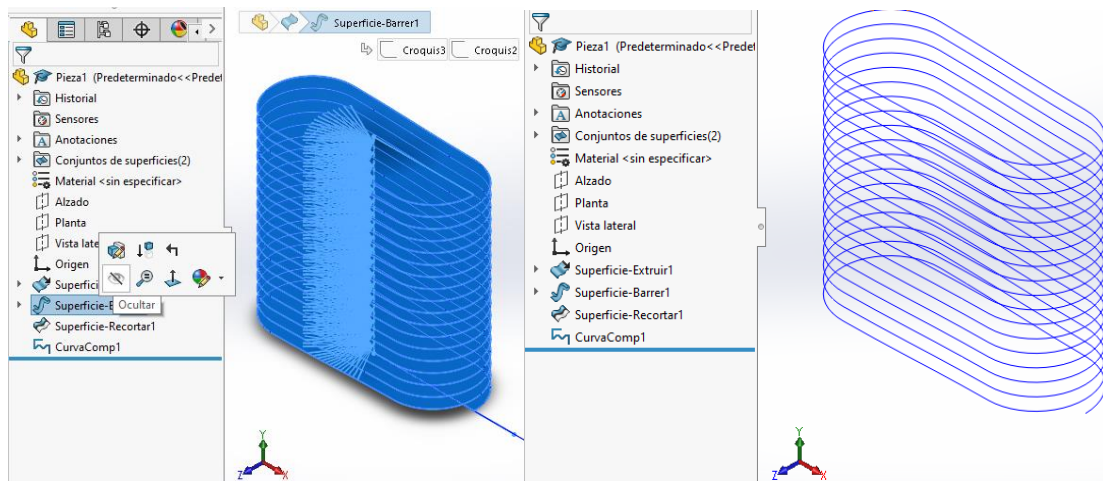 Superficie-Barrer1
Croquis3
Croquis2
Pieza1 (Predeterminado<<Predet
Historial
Sensores
Anotaciones
Conjuntos de superficies(2)
Material <sin especificar>
Alzado
Planta
Vista late
Origen
Superfici
Superficie-B
Ocultar
Superficie-Recortar1
CurvaComp1
Y
Z
X
Pieza1 (Predeterminado<<Predet
Historial
Sensores
Anotaciones
Conjuntos de superficies(2)
Material <sin especificar>
Alzado
Planta
Vista lateral
Origen
Superficie-Extruir1
Superficie-Barrer1
Superficie-Recortar1
CurvaComp1
Y
Z
X